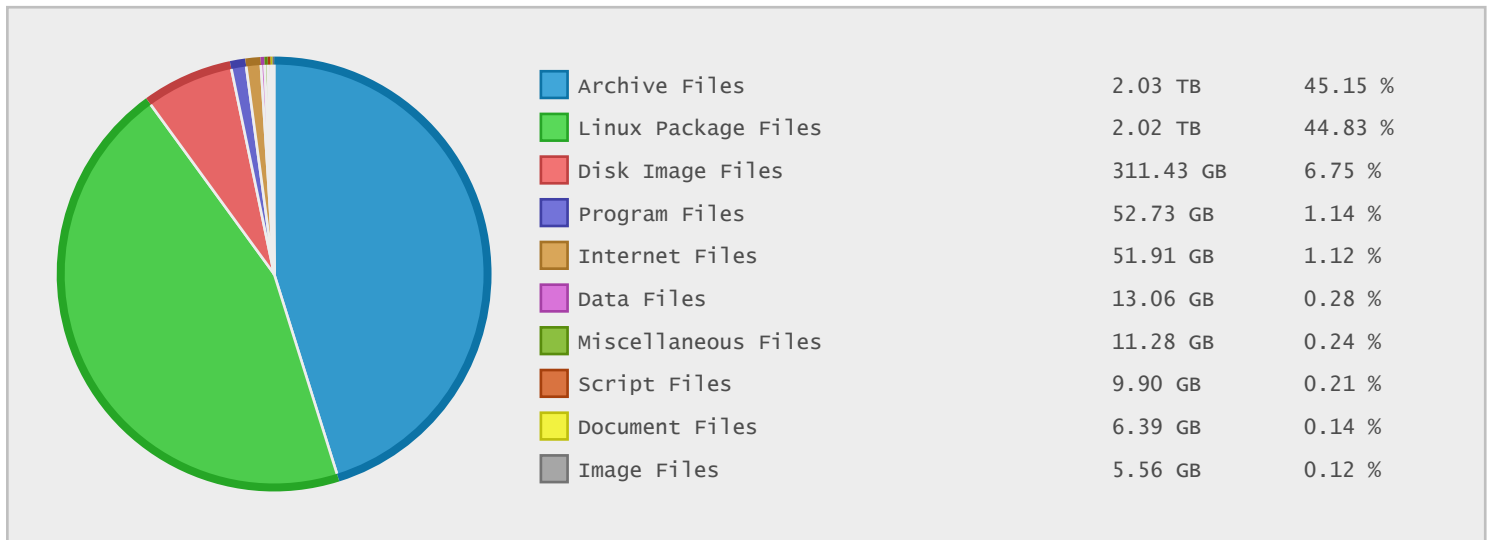 Archive Files 2.03 TB 45.15 %
Linux Package Files 2.02 TB 44.83 %
Disk Image Files 311.43 GB 6.75 %
Program Files 52.73 GB 1.14 %
Internet Files 51.91 GB 1.12 %
Data Files 13.06 GB 0.28 %
Miscellaneous Files 11.28 GB 0.24 %
Script Files 9.90 GB 0.21 %
Document Files 6.39 GB 0.14 %
Image Files 5.56 GB 0.12 %